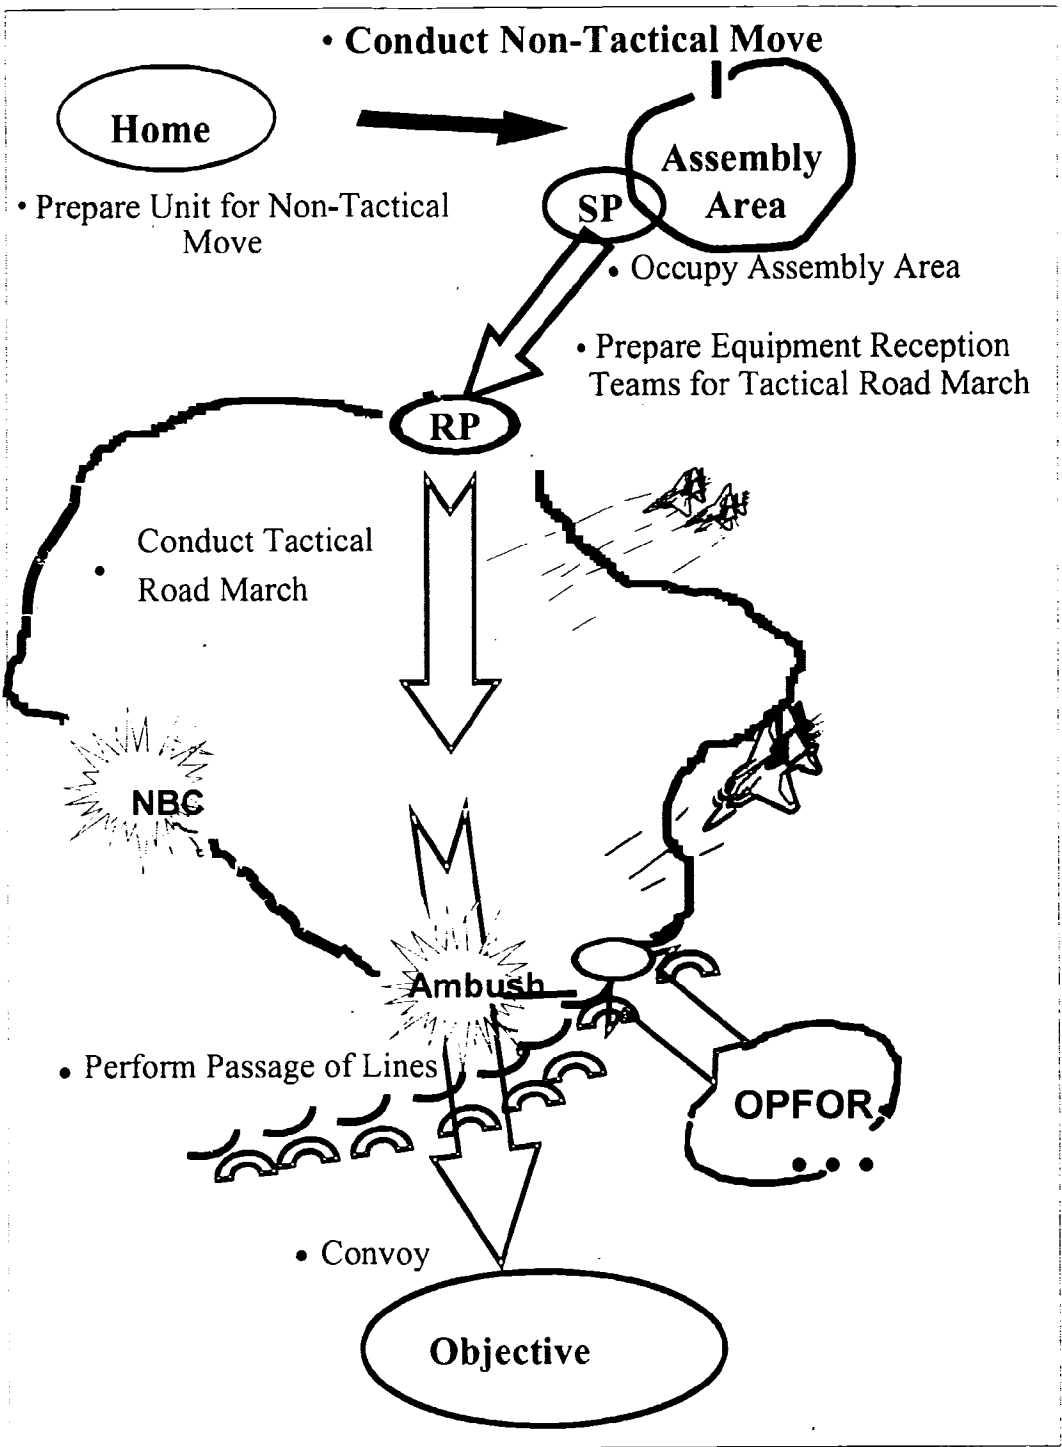 • Conduct Non-Tactical Move
Home
Assembly
Area
SP
• Prepare Unit for Non-Tactical
Move
• Occupy Assembly Area
• Prepare Equipment Reception
Teams for Tactical Road March
RP
• Conduct Tactical
Road March
NBC
Ambush
• Perform Passage of Lines
OPFOR
• • •
• Convoy
Objective